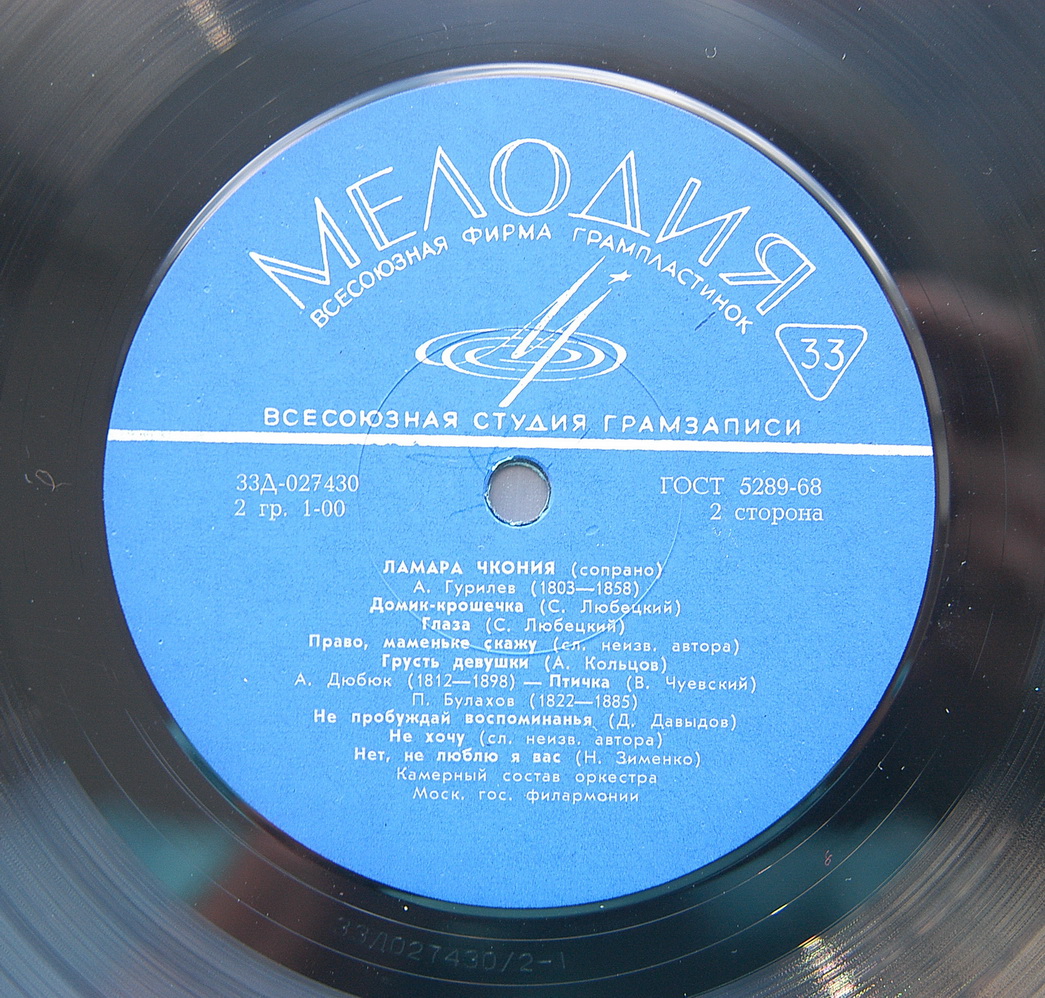 МЕЛОДИЯ
ВСЕСОЮЗНАЯ ФИРМА ГРАМПЛАСТИНОК
33
ВСЕСОЮЗНАЯ СТУДИЯ ГРАМЗАПИСИ
33Д-027430
2 гр. 1-00
ГОСТ 5289-68
2 сторона
ЛАМАРА ЧКОНИЯ (сопрано)
А. Гурилев (1803—1858)
Домик-крошечка (С. Любецкий)
Глаза (С. Любецкий)
Право, маменьке скажу (сл. неизв. автора)
Грусть девушки (А. Кольцов)
А. Дюбюк (1812—1898) — Птичка (В. Чуевский)
П. Булахов (1822—1885)
Не пробуждай воспоминанья (Д. Давыдов)
Не хочу (сл. неизв. автора)
Нет, не люблю я вас (Н. Зименко)
Камерный состав оркестра
Моск. гос. филармонии
33Д027430/2-1